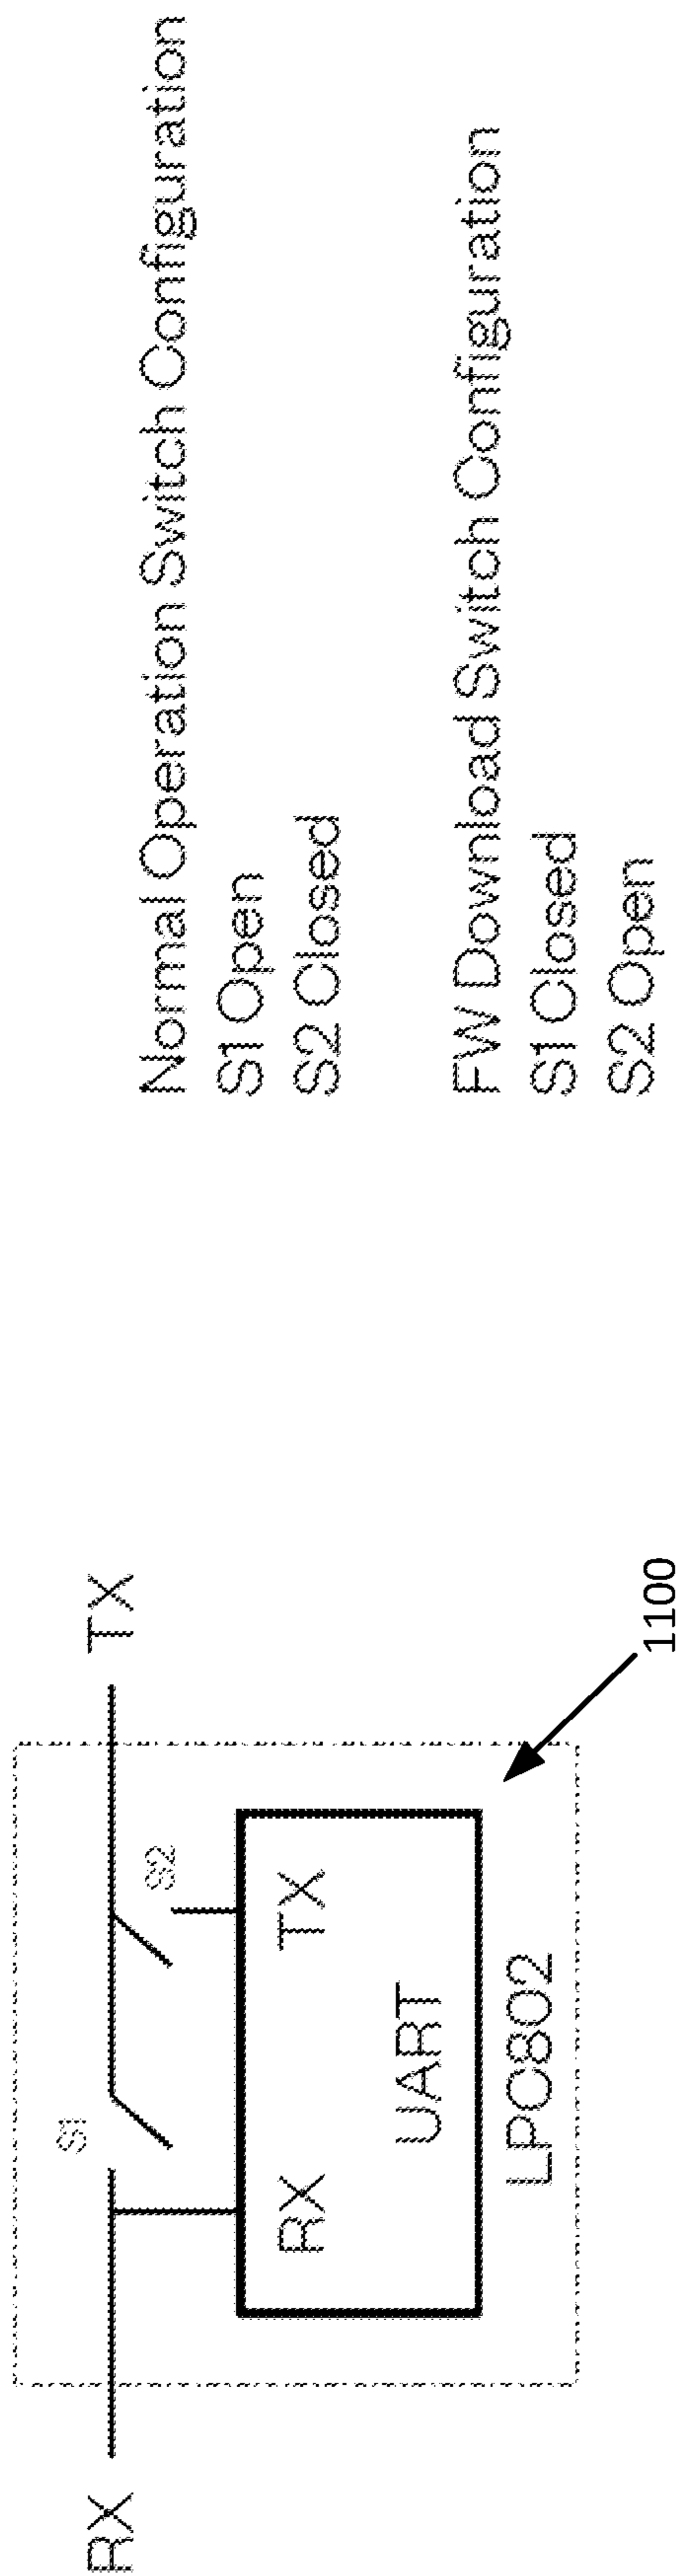 Normal Operation Switch Configuration
S1 Open
S2 Closed
FW Download Switch Configuration
S1 Closed
S2 Open
RX
S1
S2
TX
RX
TX
UART
LPC802
1100